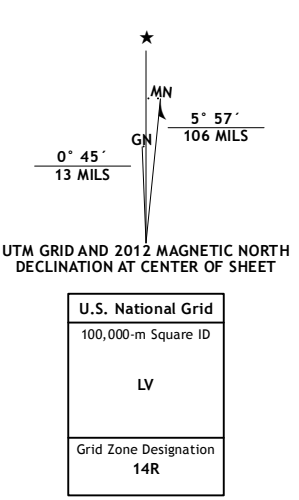 ★
MN
5° 57´
106 MILS
GN
0° 45´
13 MILS
UTM GRID AND 2012 MAGNETIC NORTH
DECLINATION AT CENTER OF SHEET
U.S. National Grid
100,000-m Square ID
LV
Grid Zone Designation
14R